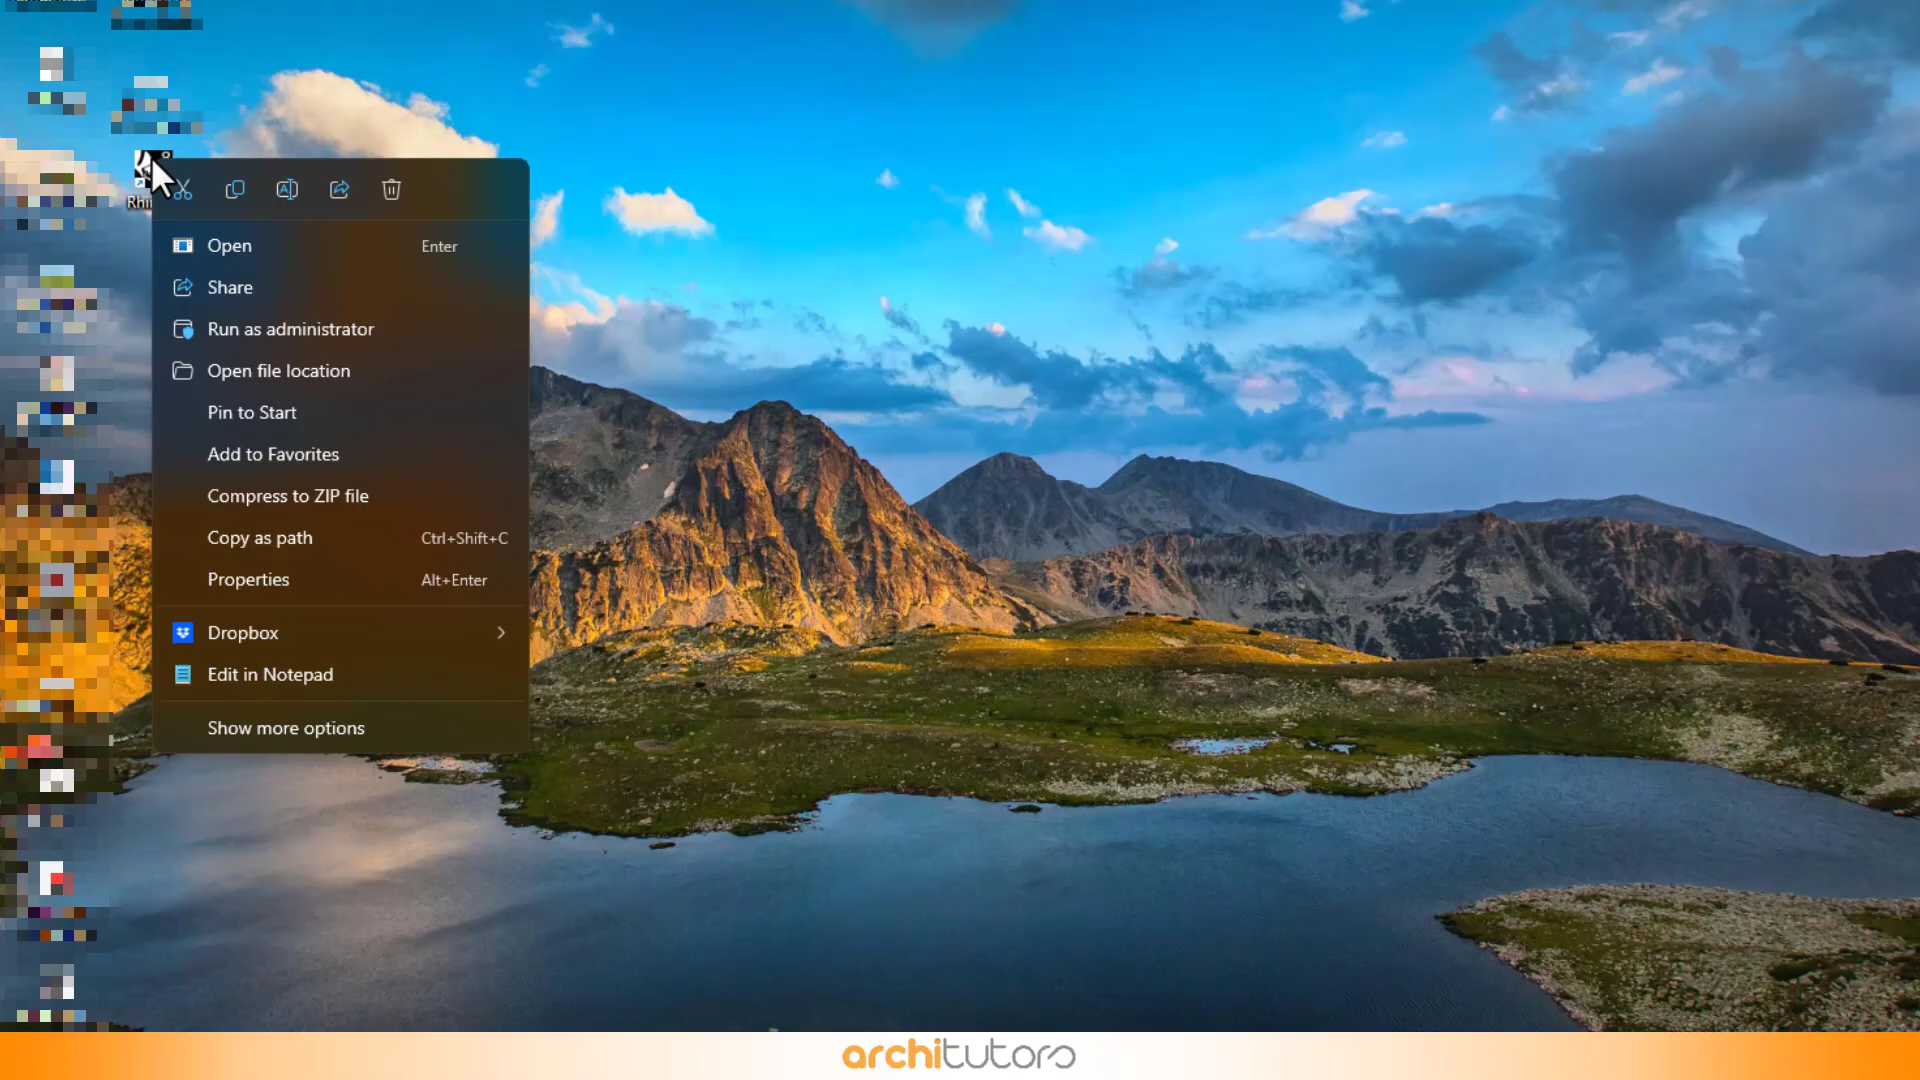 Open Enter
Share
Run as administrator
Open file location
Pin to Start
Add to Favorites
Compress to ZIP file
Copy as path Ctrl+Shift+C
Properties Alt+Enter
Dropbox
Edit in Notepad
Show more options
architutors